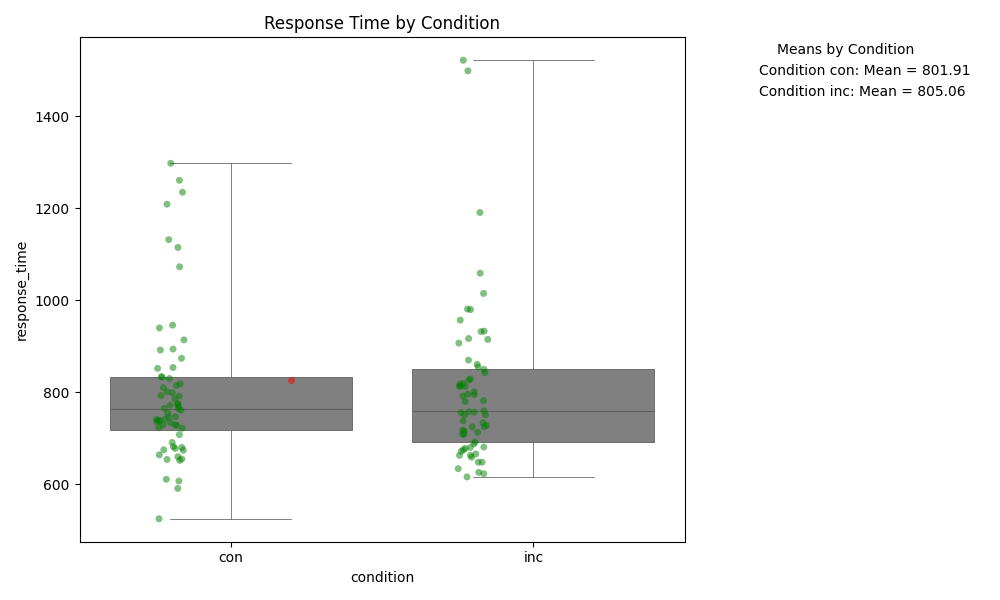 Response Time by Condition
Means by Condition
Condition con: Mean = 801.91
Condition inc: Mean = 805.06
response_time
1400
1200
1000
800
600
con
inc
condition